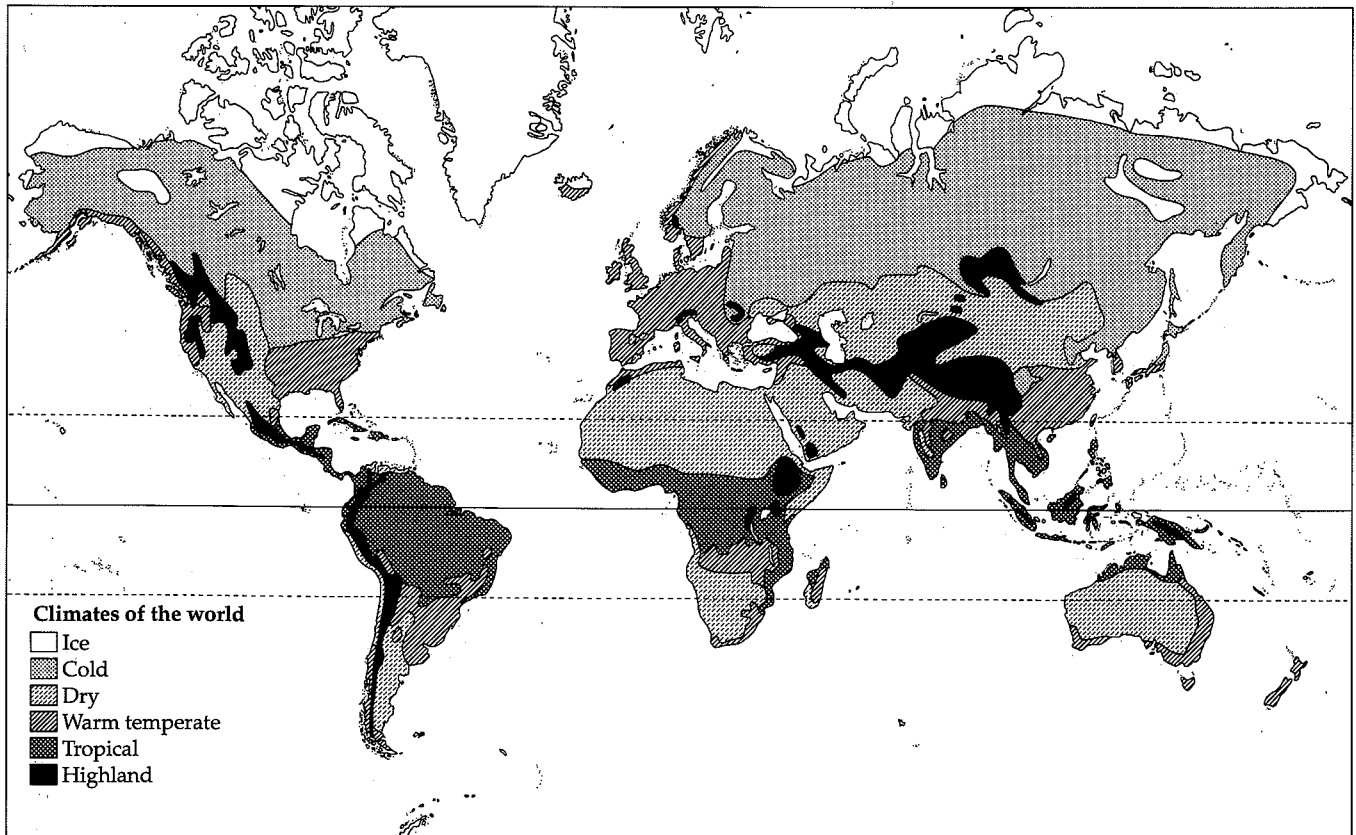 Climates of the world
Ice
Cold
Dry
Warm temperate
Tropical
Highland